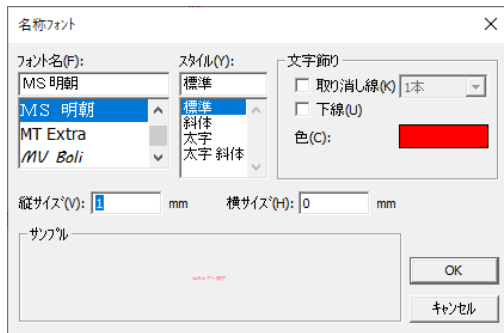 名称フォント
フォント名(F):
スタイル(Y):
文字飾り
MS 明朝
標準
取り消し線(K)
1本
MS 明朝
標準
下線(U)
MT Extra
斜体
色(C):
MV Boli
太字
太字 斜体
縦サイズ(V):
1
mm
横サイズ(H):
0
mm
サンプル
OK
キャンセル